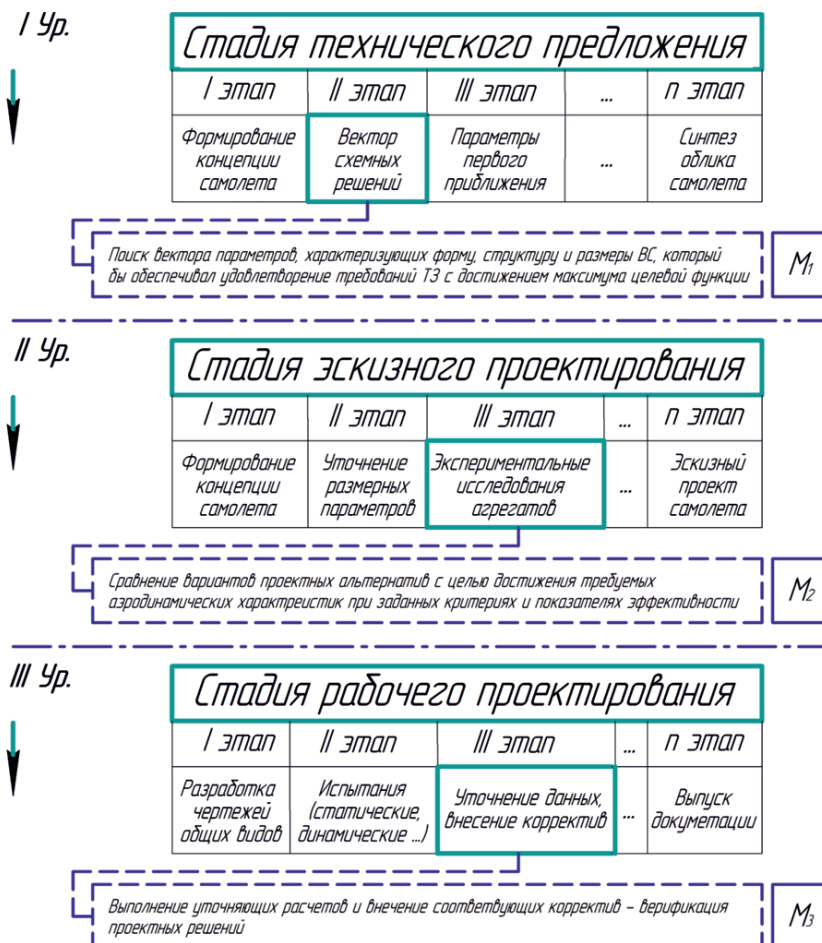 I Ур.
Стадия технического предложения
I этап II этап III этап ... n этап
Формирование концепции самолета
Вектор схемных решений
Параметры первого приближения
...
Синтез облика самолета
Поиск вектора параметров, характеризующих форму, структуру и размеры ВС, который
бы обеспечивал удовлетворение требований ТЗ с достижением максимума целевой функции
M₁
II Ур.
Стадия эскизного проектирования
I этап II этап III этап ... n этап
Формирование концепции самолета
Уточнение размерных параметров
Экспериментальные исследования агрегатов
...
Эскизный проект самолета
Сравнение вариантов проектных альтернатив с целью достижения требуемых
аэродинамических характреистик при заданных критериях и показателях эффективности
M₂
III Ур.
Стадия рабочего проектирования
I этап II этап III этап ... n этап
Разработка чертежей общих видов
Испытания (статические, динамические ...)
Уточнение данных, внесение корректив
...
Выпуск докуметации
Выполнение уточняющих расчетов и внечение соответвующих корректив – верификация
проектных решений
M₃